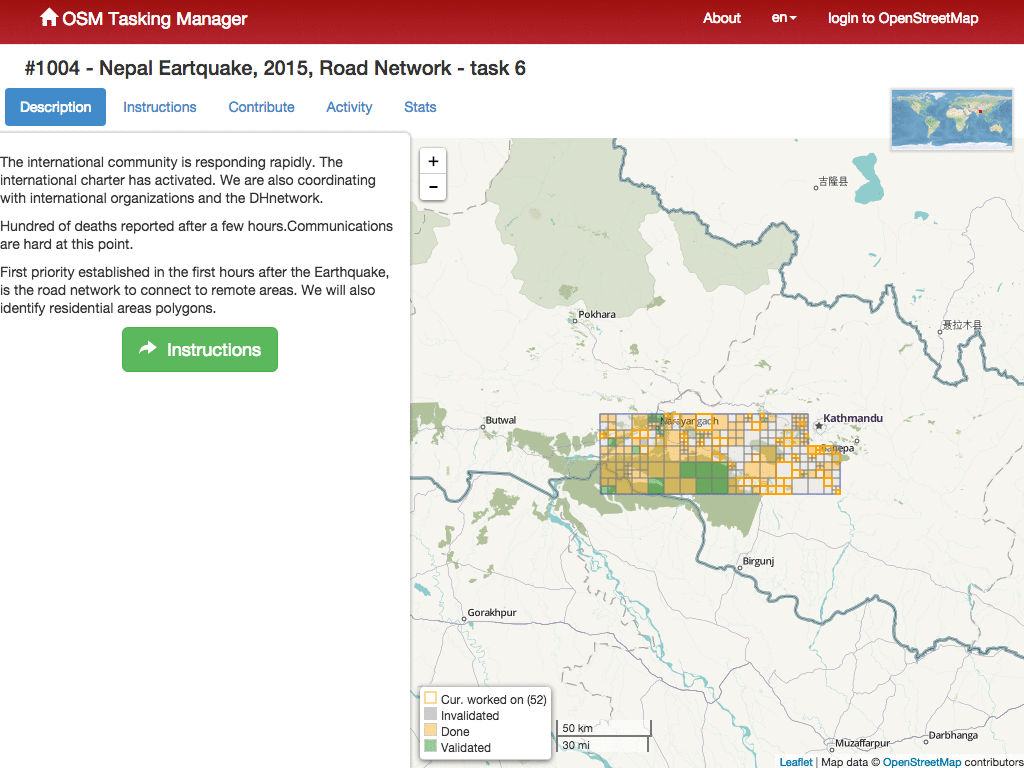 OSM Tasking Manager
About
en
login to OpenStreetMap
#1004 - Nepal Eartquake, 2015, Road Network - task 6
Description
Instructions
Contribute
Activity
Stats
The international community is responding rapidly. The
international charter has activated. We are also coordinating
with international organizations and the DHnetwork.
Hundred of deaths reported after a few hours.Communications
are hard at this point.
First priority established in the first hours after the Earthquake,
is the road network to connect to remote areas. We will also
identify residential areas polygons.
Instructions
+
-
吉隆县
Pokhara
聂拉木县
Butwal
Narayangadh
Kathmandu
Banepa
Birgunj
Gorakhpur
Cur. worked on (52)
Invalidated
Done
Validated
50 km
30 mi
Muzaffarpur
Darbhanga
Leaflet | Map data © OpenStreetMap contributors